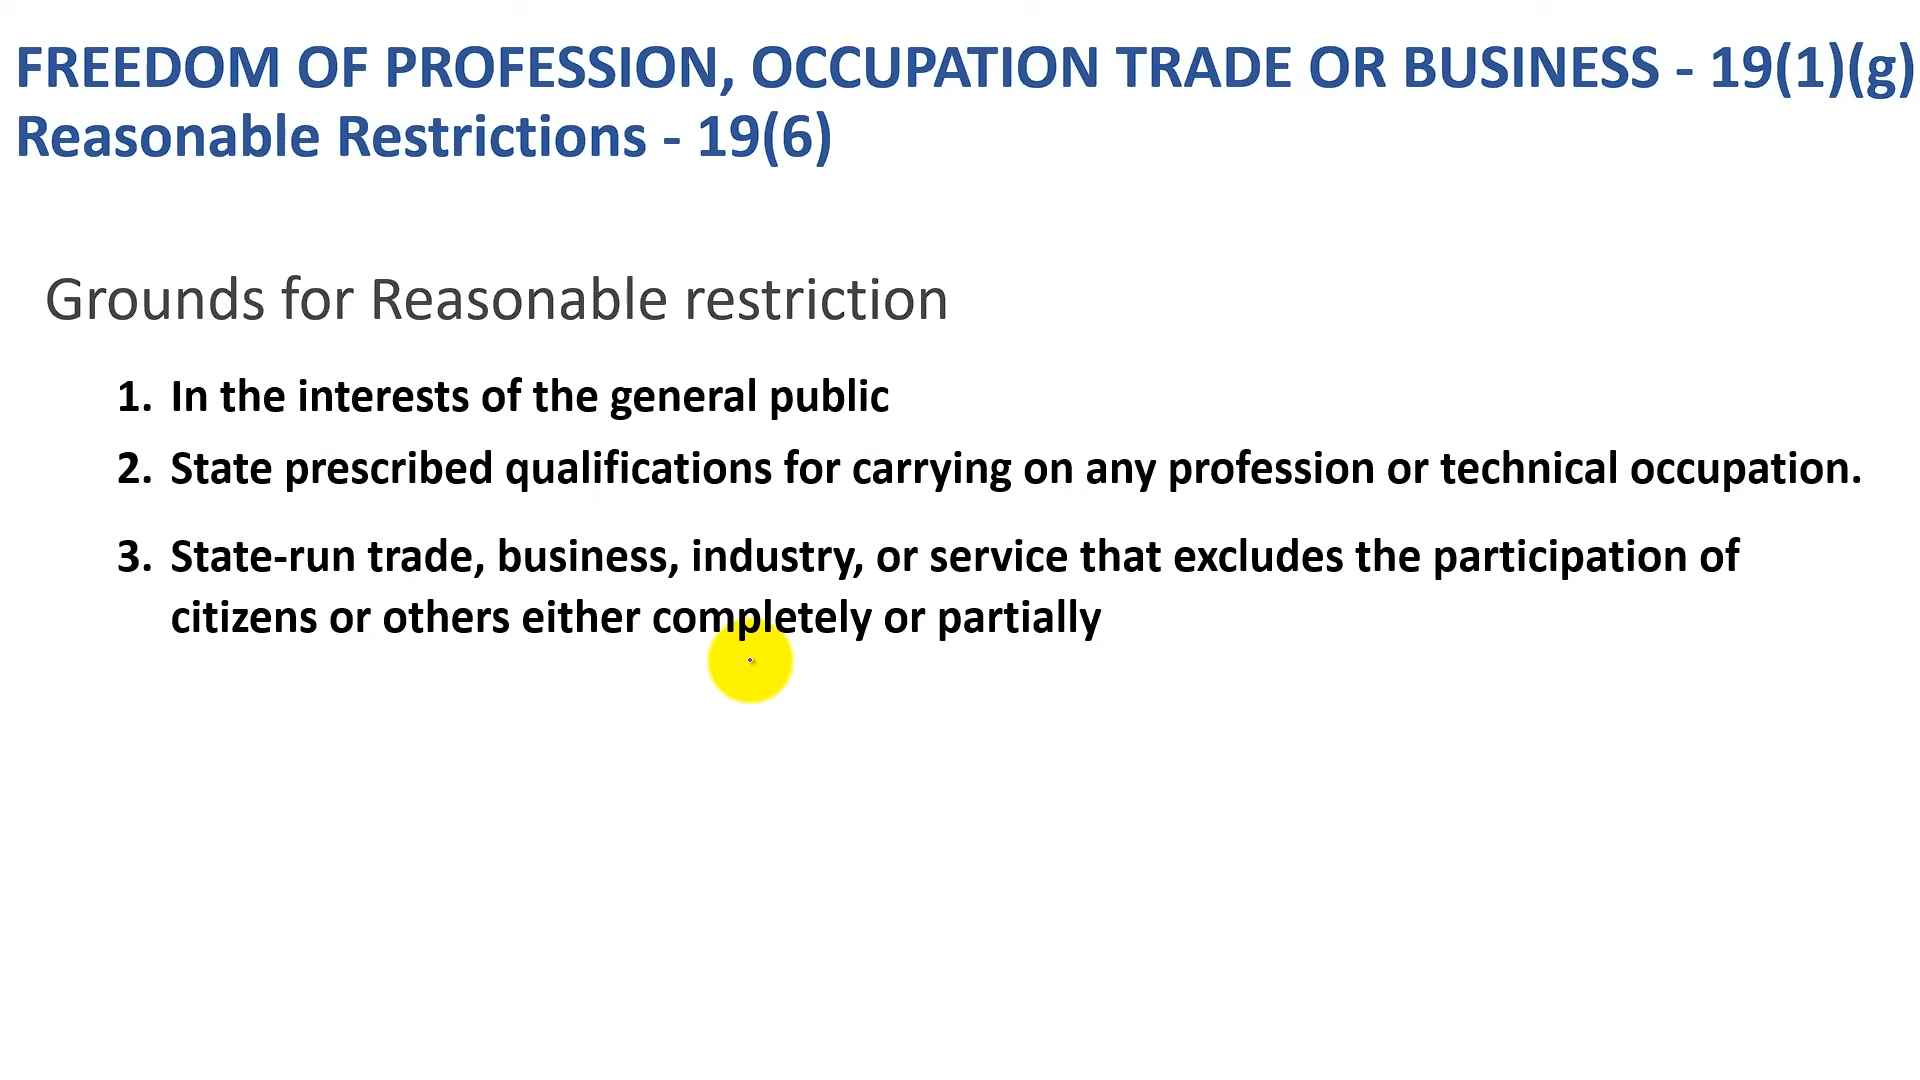 FREEDOM OF PROFESSION, OCCUPATION TRADE OR BUSINESS - 19(1)(g)
Reasonable Restrictions - 19(6)
Grounds for Reasonable restriction
1. In the interests of the general public
2. State prescribed qualifications for carrying on any profession or technical occupation.
3. State-run trade, business, industry, or service that excludes the participation of
citizens or others either completely or partially